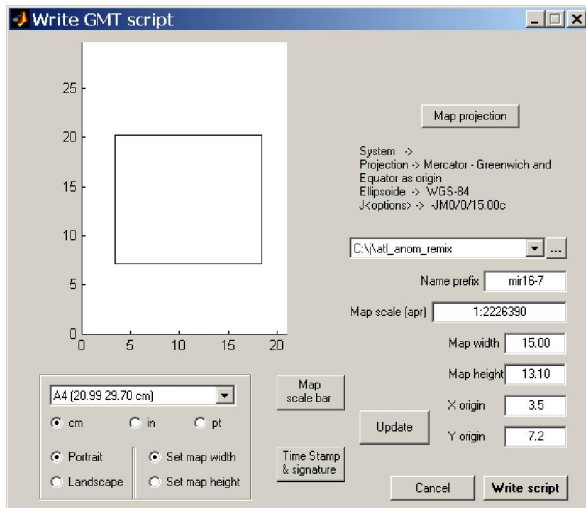 Write GMT script
25
20
15
10
5
0
0 5 10 15 20
Map projection
System ->
Projection -> Mercator - Greenwich and
Equator as origin
Ellipsoide -> WGS-84
J<options> -> -JM0/0/15.00c
C:\j\atl_anom_remix
...
Name prefix mir16-7
Map scale (apr) 1:2226390
Map width 15.00
Map height 13.10
X origin 3.5
Y origin 7.2
A4 (20.99 29.70 cm)
cm in pt
Portrait Set map width
Landscape Set map height
Map
scale bar
Time Stamp
& signature
Update
Cancel Write script